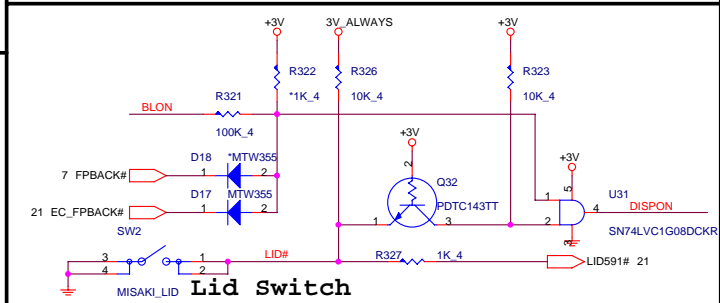 +3V
3V_ALWAYS
+3V
R322
*1K_4
R326
10K_4
R323
10K_4
R321
100K_4
BLON
+3V
2
D18
*MTW355
7 FPBACK#
1
2
D17
MTW355
21 EC_FPBACK#
1
2
Q32
PDTC143TT
1
3
+3V
5
U31
1
2
4
3
DISPON
SN74LVC1G08DCKR
SW2
3
4
1
2
LID#
R327
1K_4
LID591# 21
MISAKI_LID
Lid Switch